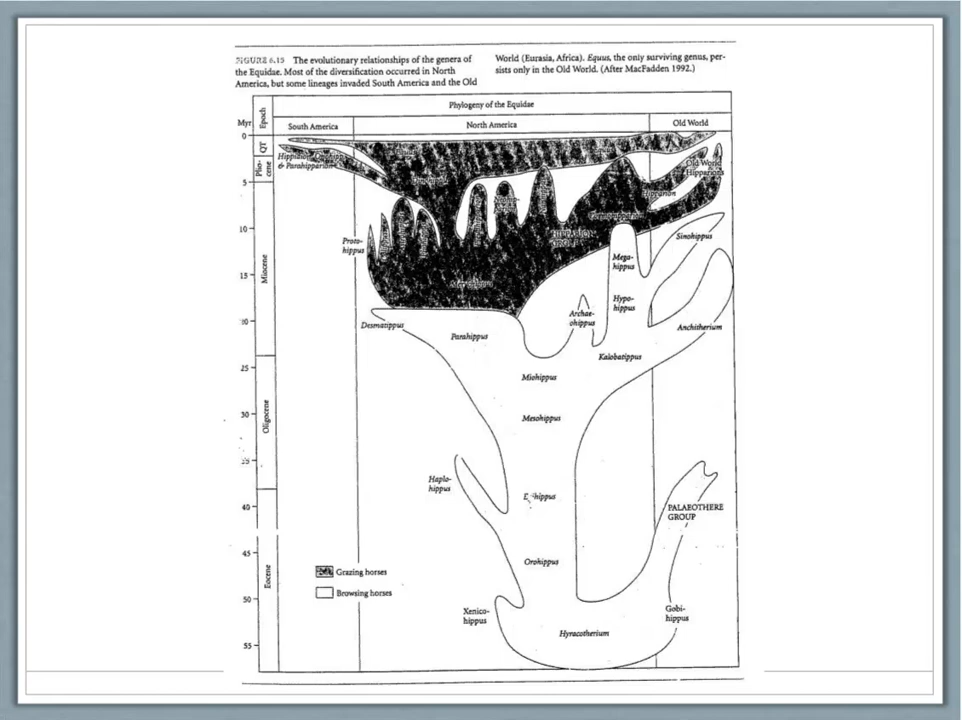 FIGURE 6.15 The evolutionary relationships of the genera of
the Equidae. Most of the diversification occurred in North
America, but some lineages invaded South America and the Old
World (Eurasia, Africa). Equus, the only surviving genus, per-
sists only in the Old World. (After MacFadden 1992.)
Phylogeny of the Equidae
Myr
Epoch
South America
North America
Old World
0
QT
Hippidion,
& Parahipparion
Old World
Hipparions
Plio-
cene
5
Hipparion
10
Proto-
hippus
HIPPARION
GROUP
Sinohippus
Mega-
hippus
Miocene
15
Merychippus
Hypo-
hippus
Archae-
ohippus
20
Desmatippus
Parahippus
Anchitherium
Kalobatippus
25
Miohippus
30
Mesohippus
Oligocene
35
Haplo-
hippus
40
PALAEOTHERE
GROUP
45
Orohippus
Grazing horses
Eocene
Browsing horses
50
Xenico-
hippus
Gobi-
hippus
Hyracotherium
55